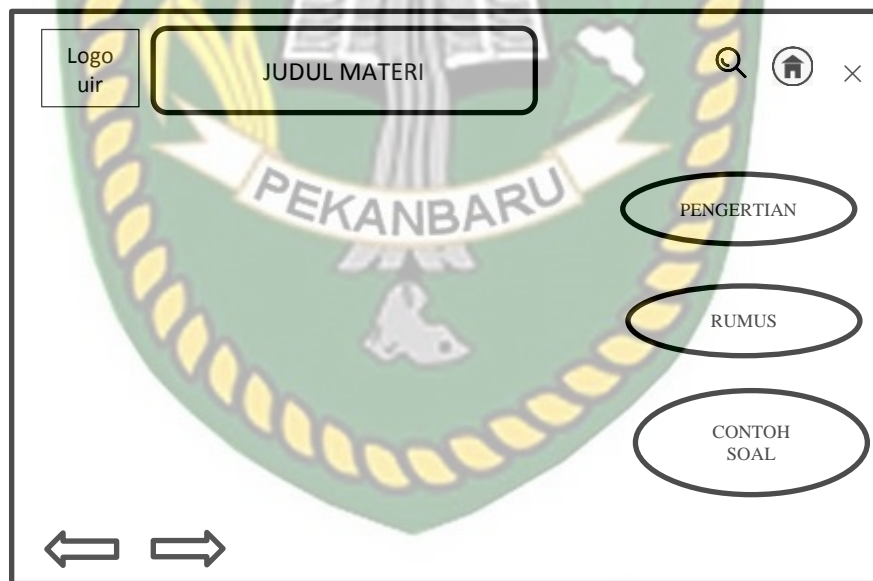 Logo
uir
JUDUL MATERI
PEKANBARU
PENGERTIAN
RUMUS
CONTOH
SOAL